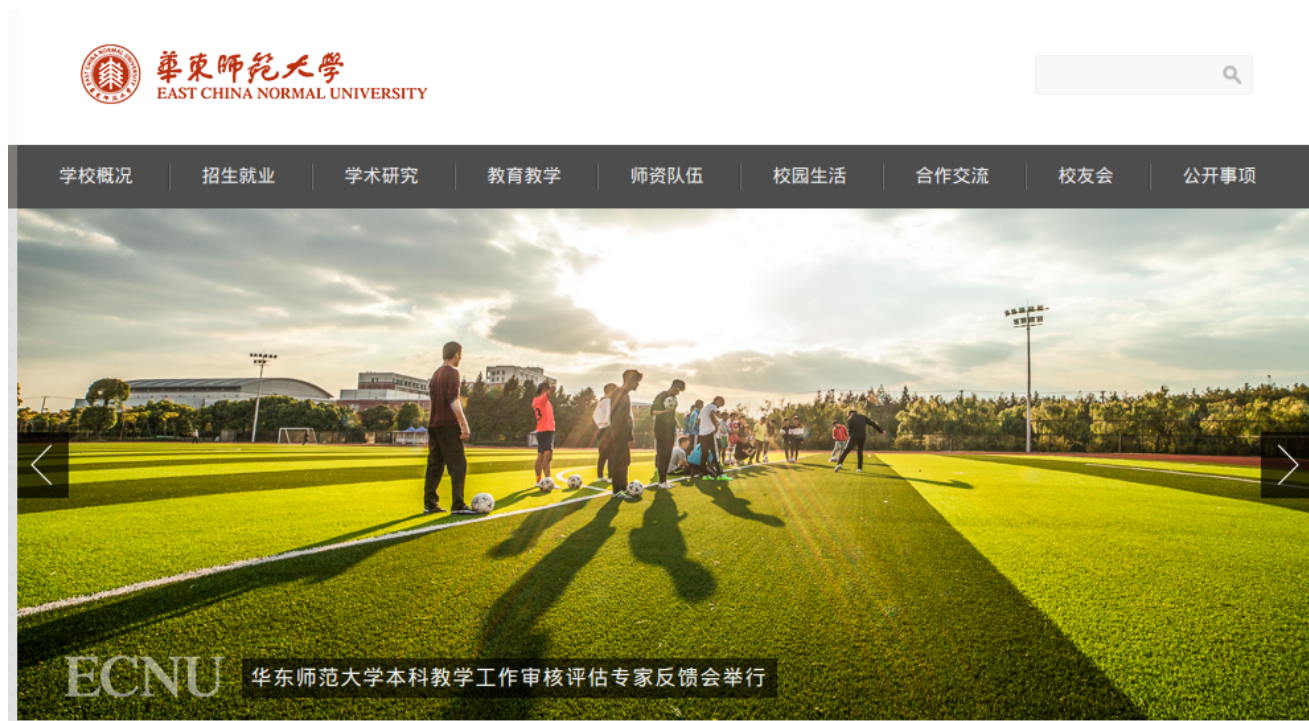 華東師範大學
EAST CHINA NORMAL UNIVERSITY
学校概况 招生就业 学术研究 教育教学 师资队伍 校园生活 合作交流 校友会 公开事项
ECNU 华东师范大学本科教学工作审核评估专家反馈会举行